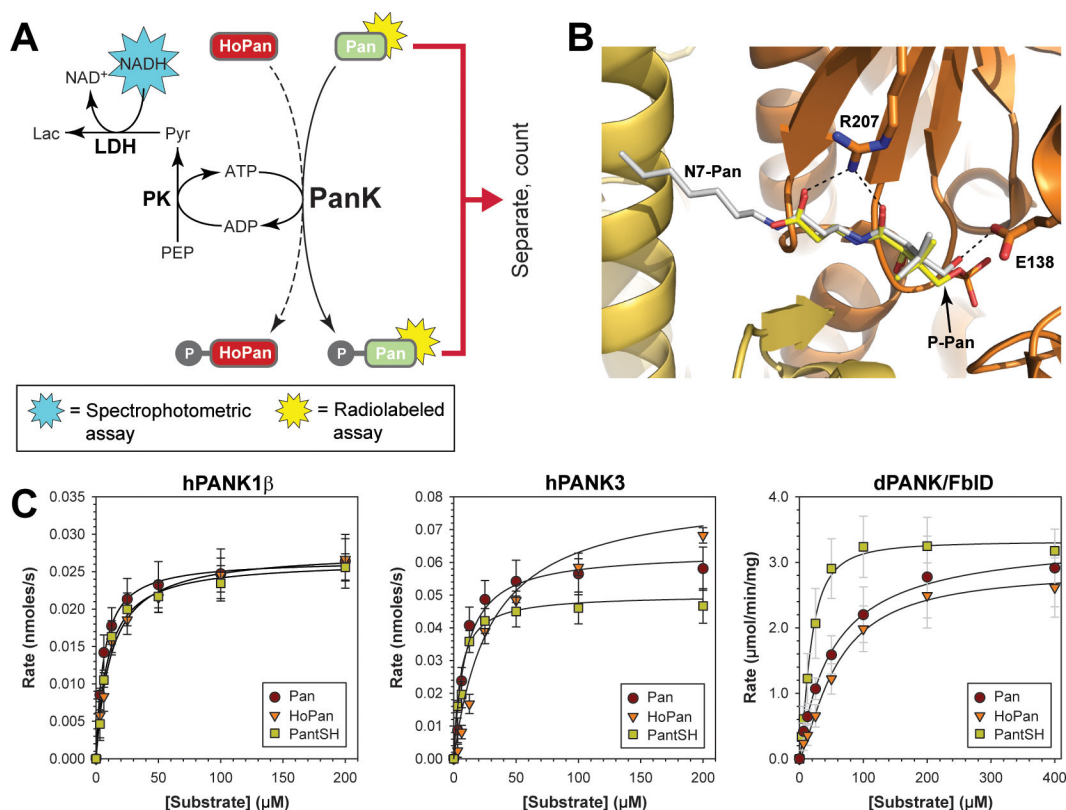 A
HoPan
Pan
NADH
NAD+
Lac
LDH
Pyr
PK
ATP
ADP
PEP
PanK
Separate, count
P
HoPan
P
Pan
= Spectrophotometric assay
= Radiolabeled assay
B
R207
N7-Pan
E138
P-Pan
C
hPANK1β
Rate (nmoles/s)
0.035
0.030
0.025
0.020
0.015
0.010
0.005
0.000
0
50
100
150
200
[Substrate] (µM)
Pan
HoPan
PantSH
hPANK3
Rate (nmoles/s)
0.08
0.07
0.06
0.05
0.04
0.03
0.02
0.01
0.00
0
50
100
150
200
[Substrate] (µM)
Pan
HoPan
PantSH
dPANK/FbID
Rate (µmol/min/mg)
4.0
3.0
2.0
1.0
0.0
0
100
200
300
400
[Substrate] (µM)
Pan
HoPan
PantSH